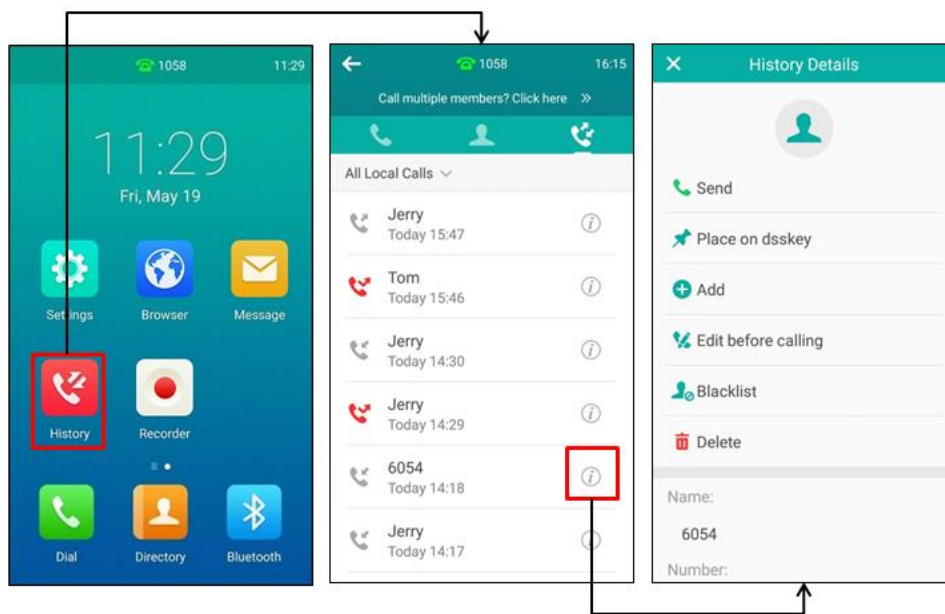 1058 11:29
11:29
Fri, May 19
Settings Browser Message
History Recorder
Dial Directory Bluetooth
1058 16:15
Call multiple members? Click here »
All Local Calls
Jerry
Today 15:47
Tom
Today 15:46
Jerry
Today 14:30
Jerry
Today 14:29
6054
Today 14:18
Jerry
Today 14:17
History Details
Send
Place on dsskey
Add
Edit before calling
Blacklist
Delete
Name:
6054
Number: